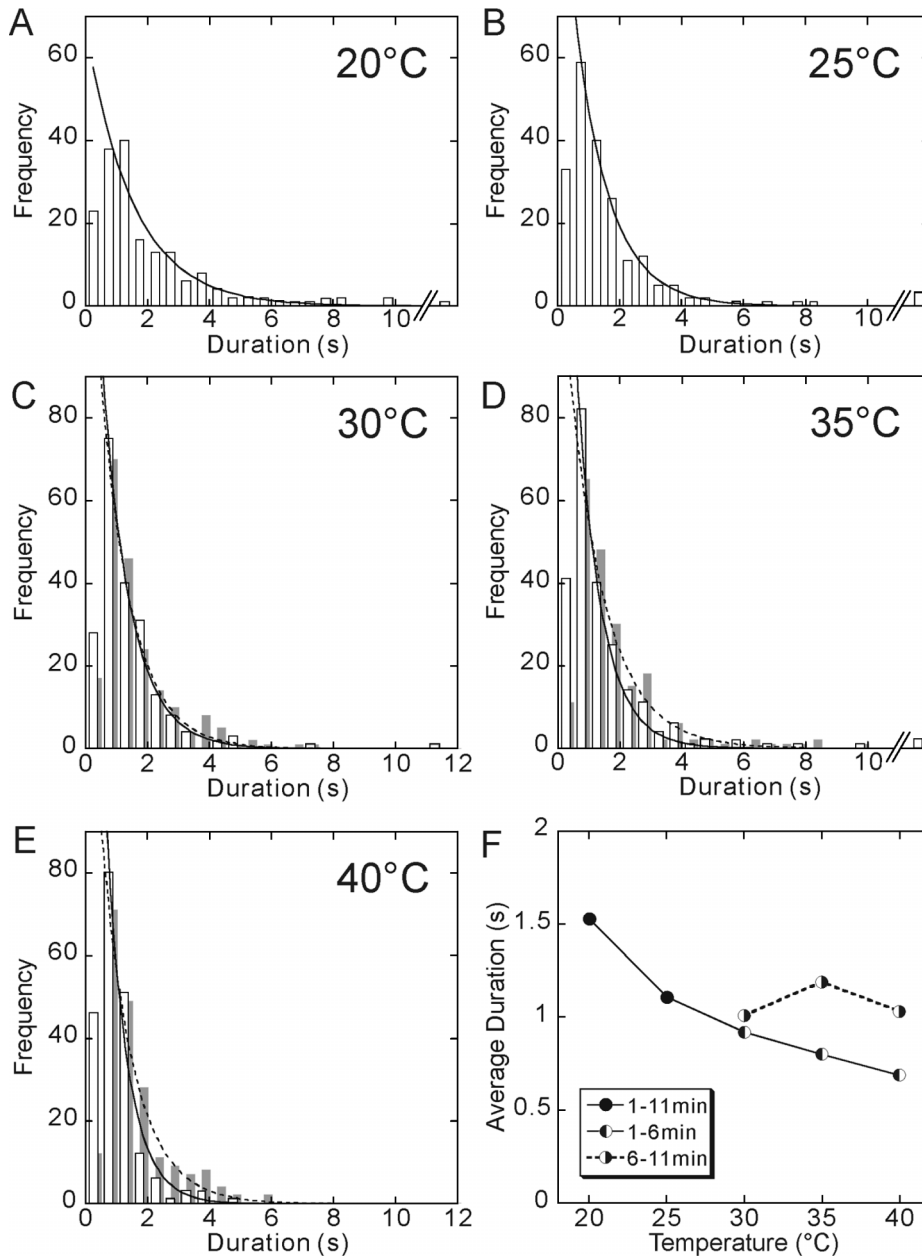 A
20°C
Frequency
60
40
20
0
0 2 4 6 8 10
Duration (s)
B
25°C
Frequency
60
40
20
0
0 2 4 6 8 10
Duration (s)
C
30°C
Frequency
80
60
40
20
0
0 2 4 6 8 10 12
Duration (s)
D
35°C
Frequency
80
60
40
20
0
0 2 4 6 8 10
Duration (s)
E
40°C
Frequency
80
60
40
20
0
0 2 4 6 8 10 12
Duration (s)
F
Average Duration (s)
2
1.5
1
0.5
0
1-11min
1-6min
6-11min
20 25 30 35 40
Temperature (°C)